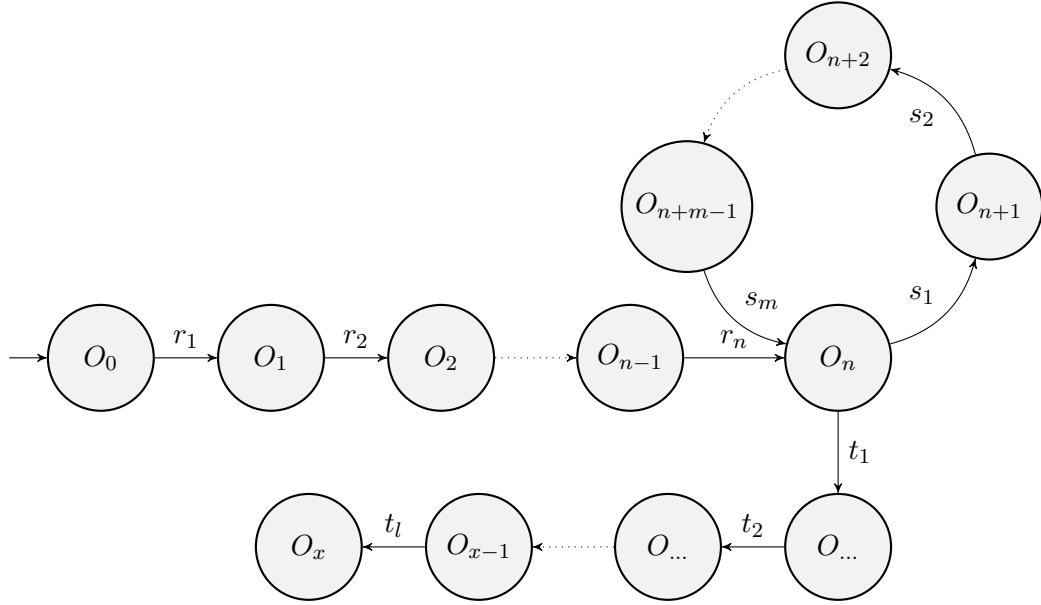 O_{n+2}
s_2
O_{n+m-1}
O_{n+1}
s_m
s_1
O_0
r_1
O_1
r_2
O_2
O_{n-1}
r_n
O_n
t_1
O_x
t_l
O_{x-1}
O_{...}
t_2
O_{...}